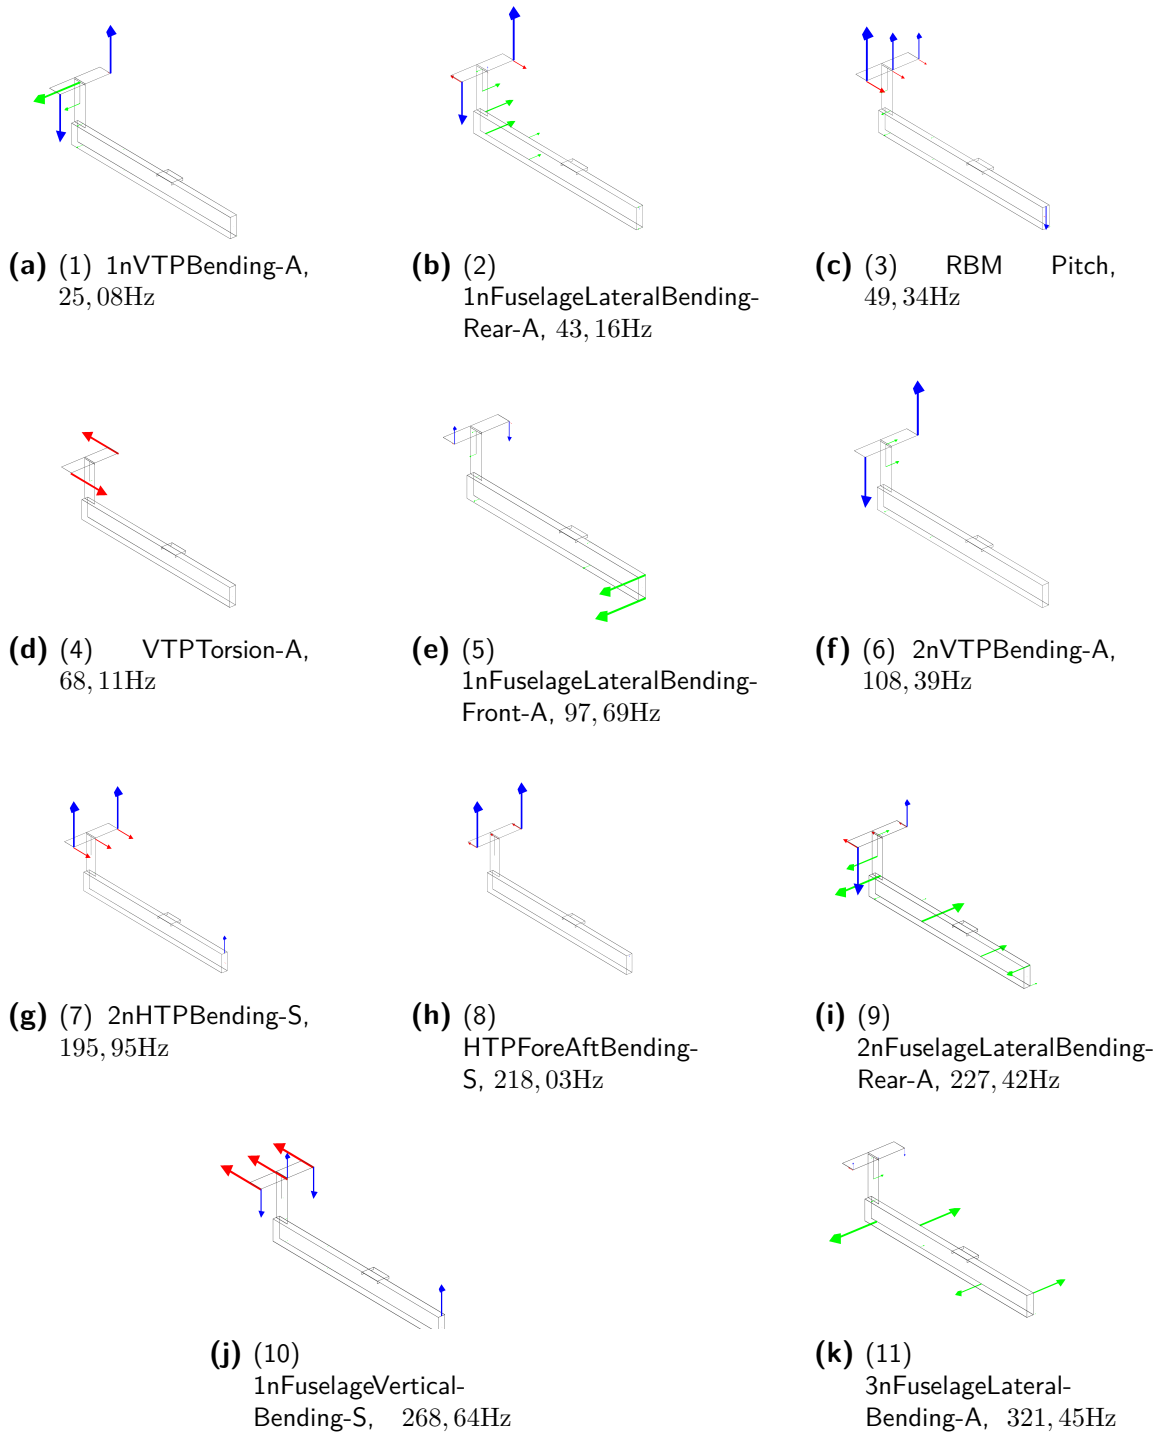 (a) (1) 1nVTPBending-A,
25, 08Hz
(b) (2)
1nFuselageLateralBending-
Rear-A, 43, 16Hz
(c) (3) RBM Pitch,
49, 34Hz
(d) (4) VTPTorsion-A,
68, 11Hz
(e) (5)
1nFuselageLateralBending-
Front-A, 97, 69Hz
(f) (6) 2nVTPBending-A,
108, 39Hz
(g) (7) 2nHTPBending-S,
195, 95Hz
(h) (8)
HTPForeAftBending-
S, 218, 03Hz
(i) (9)
2nFuselageLateralBending-
Rear-A, 227, 42Hz
(j) (10)
1nFuselageVertical-
Bending-S, 268, 64Hz
(k) (11)
3nFuselageLateral-
Bending-A, 321, 45Hz